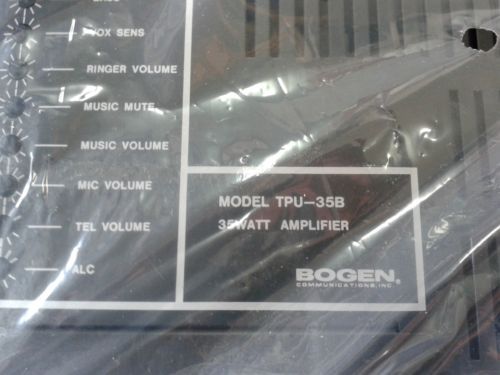 BASS
VOX SENS
RINGER VOLUME
MUSIC MUTE
MUSIC VOLUME
MIC VOLUME
TEL VOLUME
ALC
MODEL TPU-35B
35WATT AMPLIFIER
BOGEN®
COMMUNICATIONS, INC.